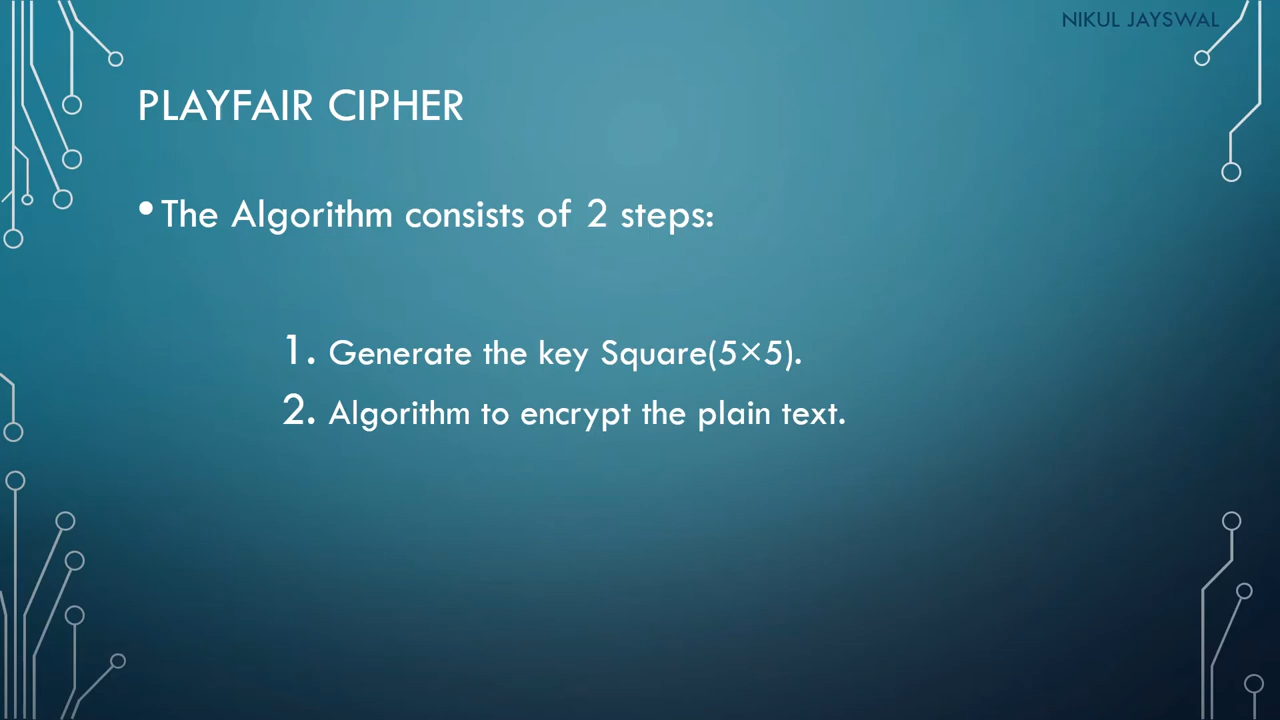 NIKUL JAYSWAL
PLAYFAIR CIPHER
• The Algorithm consists of 2 steps:
1. Generate the key Square(5×5).
2. Algorithm to encrypt the plain text.